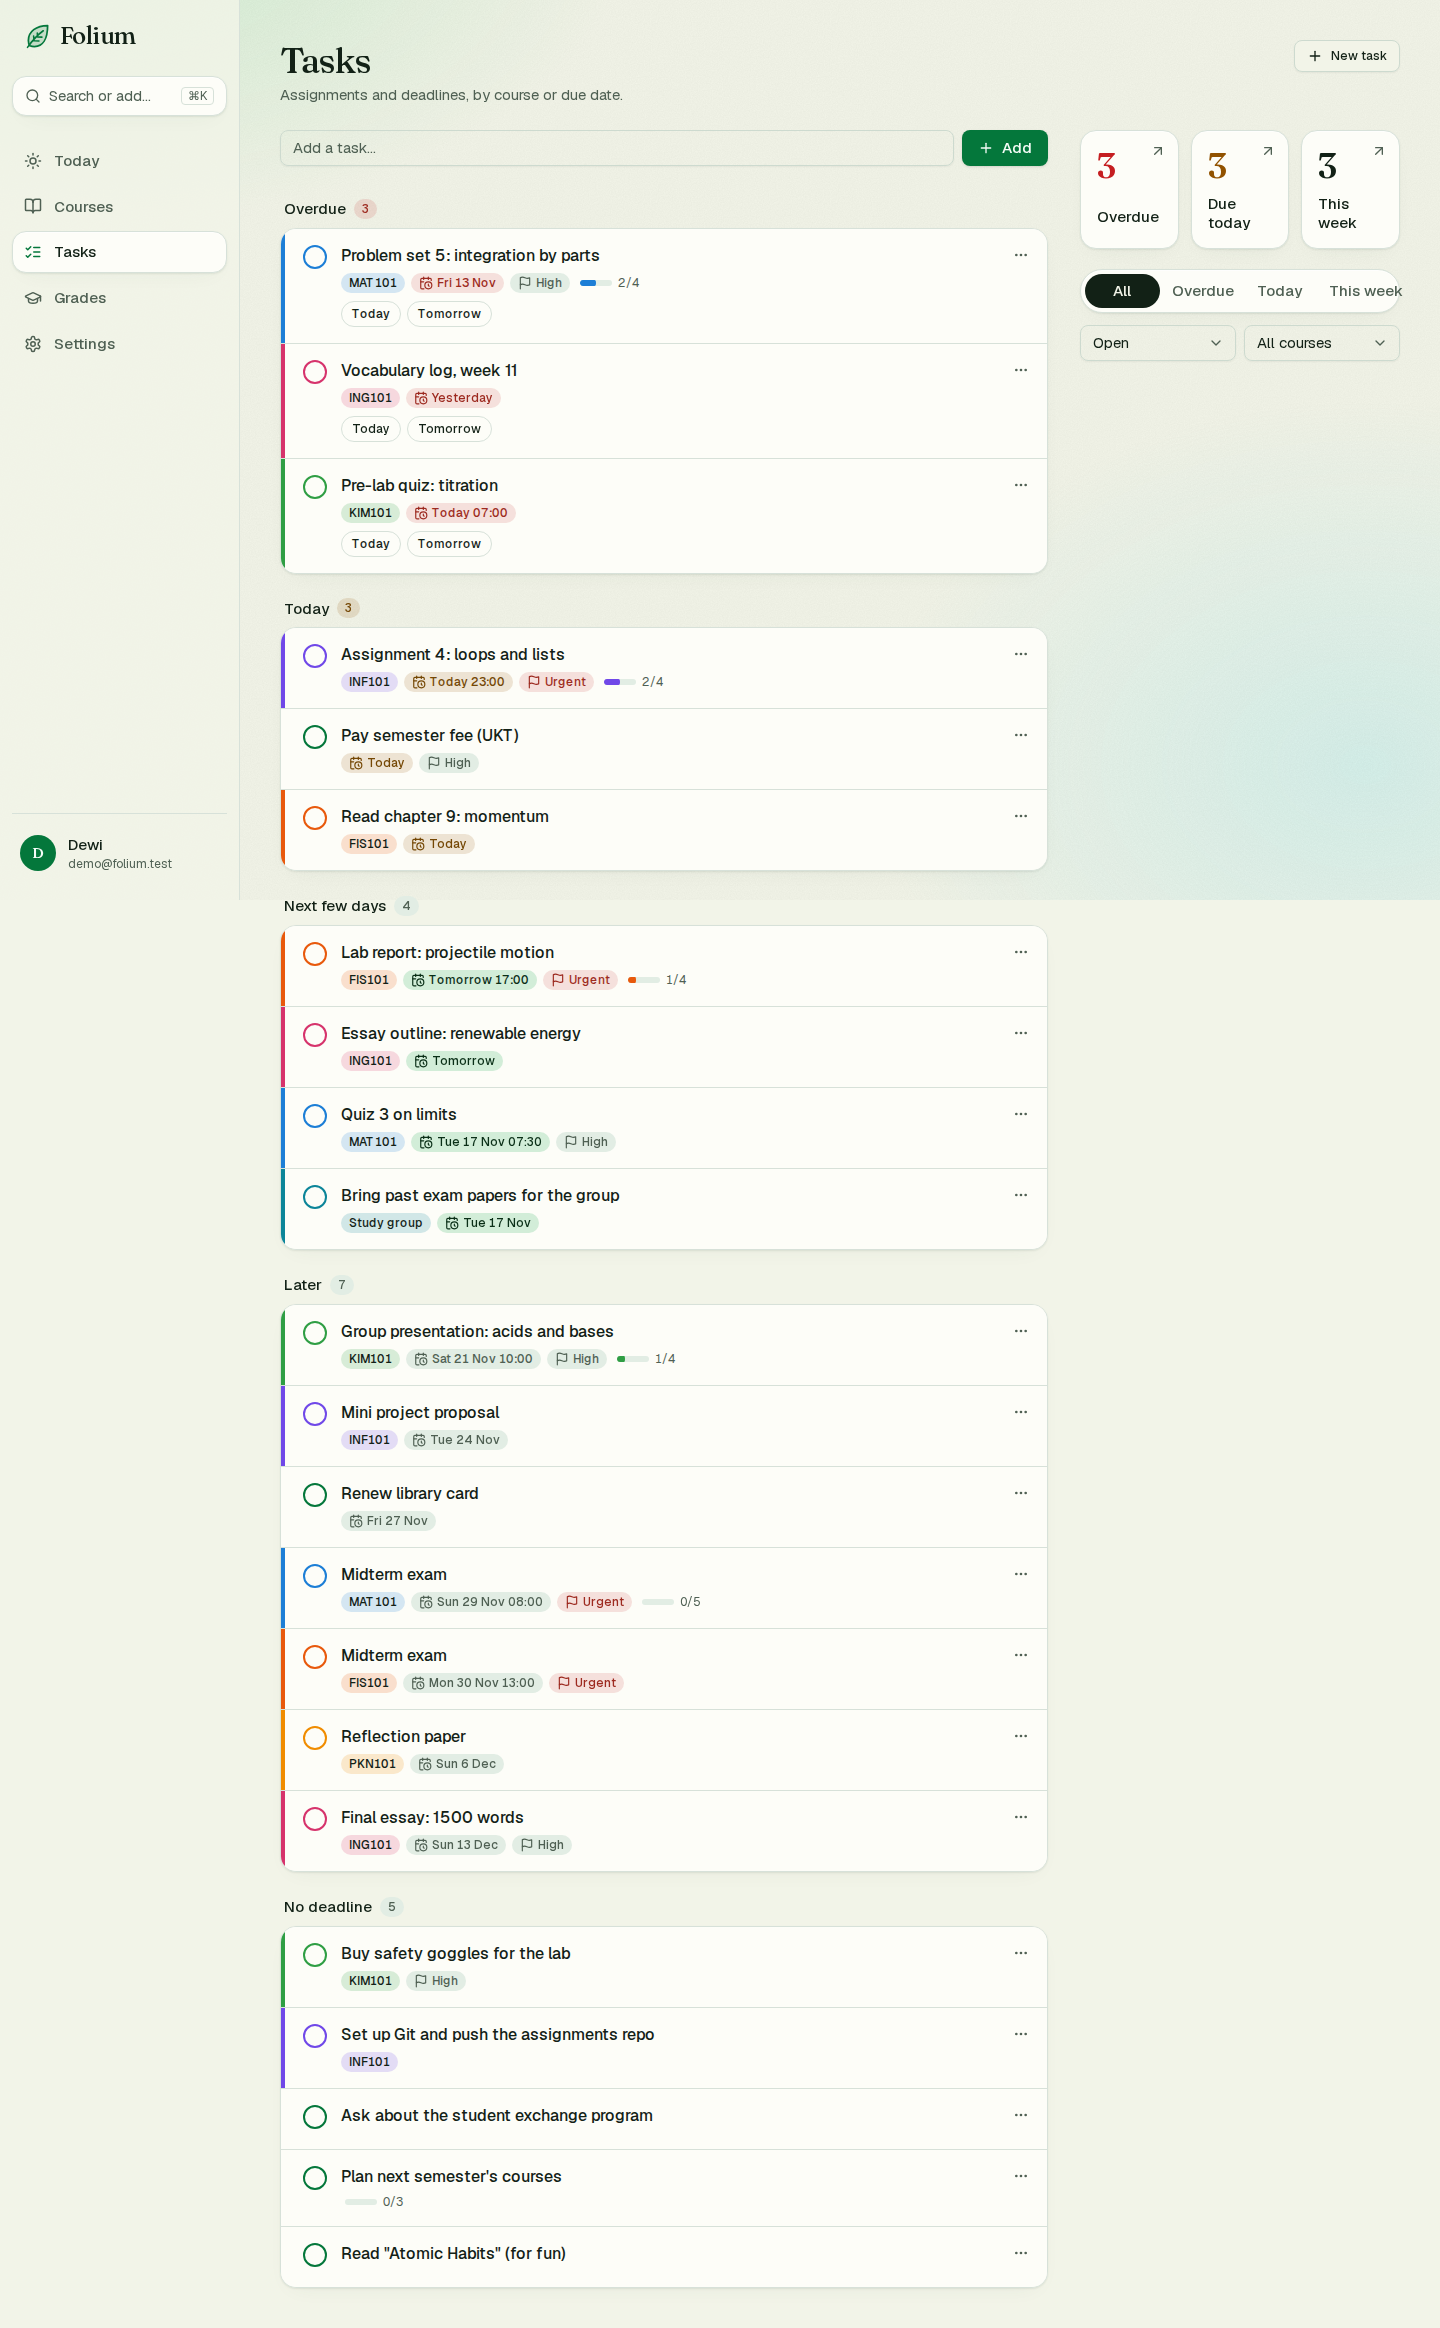 Folium
Search or add... ⌘K
Today
Courses
Tasks
Grades
Settings
D
Dewi
demo@folium.test
Tasks
Assignments and deadlines, by course or due date.
New task
Add a task...
Add
Overdue 3
Problem set 5: integration by parts
MAT101 Fri 13 Nov High 2/4
Today Tomorrow
Vocabulary log, week 11
ING101 Yesterday
Today Tomorrow
Pre-lab quiz: titration
KIM101 Today 07:00
Today Tomorrow
Today 3
Assignment 4: loops and lists
INF101 Today 23:00 Urgent 2/4
Pay semester fee (UKT)
Today High
Read chapter 9: momentum
FIS101 Today
Next few days 4
Lab report: projectile motion
FIS101 Tomorrow 17:00 Urgent 1/4
Essay outline: renewable energy
ING101 Tomorrow
Quiz 3 on limits
MAT101 Tue 17 Nov 07:30 High
Bring past exam papers for the group
Study group Tue 17 Nov
Later 7
Group presentation: acids and bases
KIM101 Sat 21 Nov 10:00 High 1/4
Mini project proposal
INF101 Tue 24 Nov
Renew library card
Fri 27 Nov
Midterm exam
MAT101 Sun 29 Nov 08:00 Urgent 0/5
Midterm exam
FIS101 Mon 30 Nov 13:00 Urgent
Reflection paper
PKN101 Sun 6 Dec
Final essay: 1500 words
ING101 Sun 13 Dec High
No deadline 5
Buy safety goggles for the lab
KIM101 High
Set up Git and push the assignments repo
INF101
Ask about the student exchange program
Plan next semester's courses
0/3
Read "Atomic Habits" (for fun)
3
Overdue
3
Due
today
3
This
week
All Overdue Today This week
Open All courses